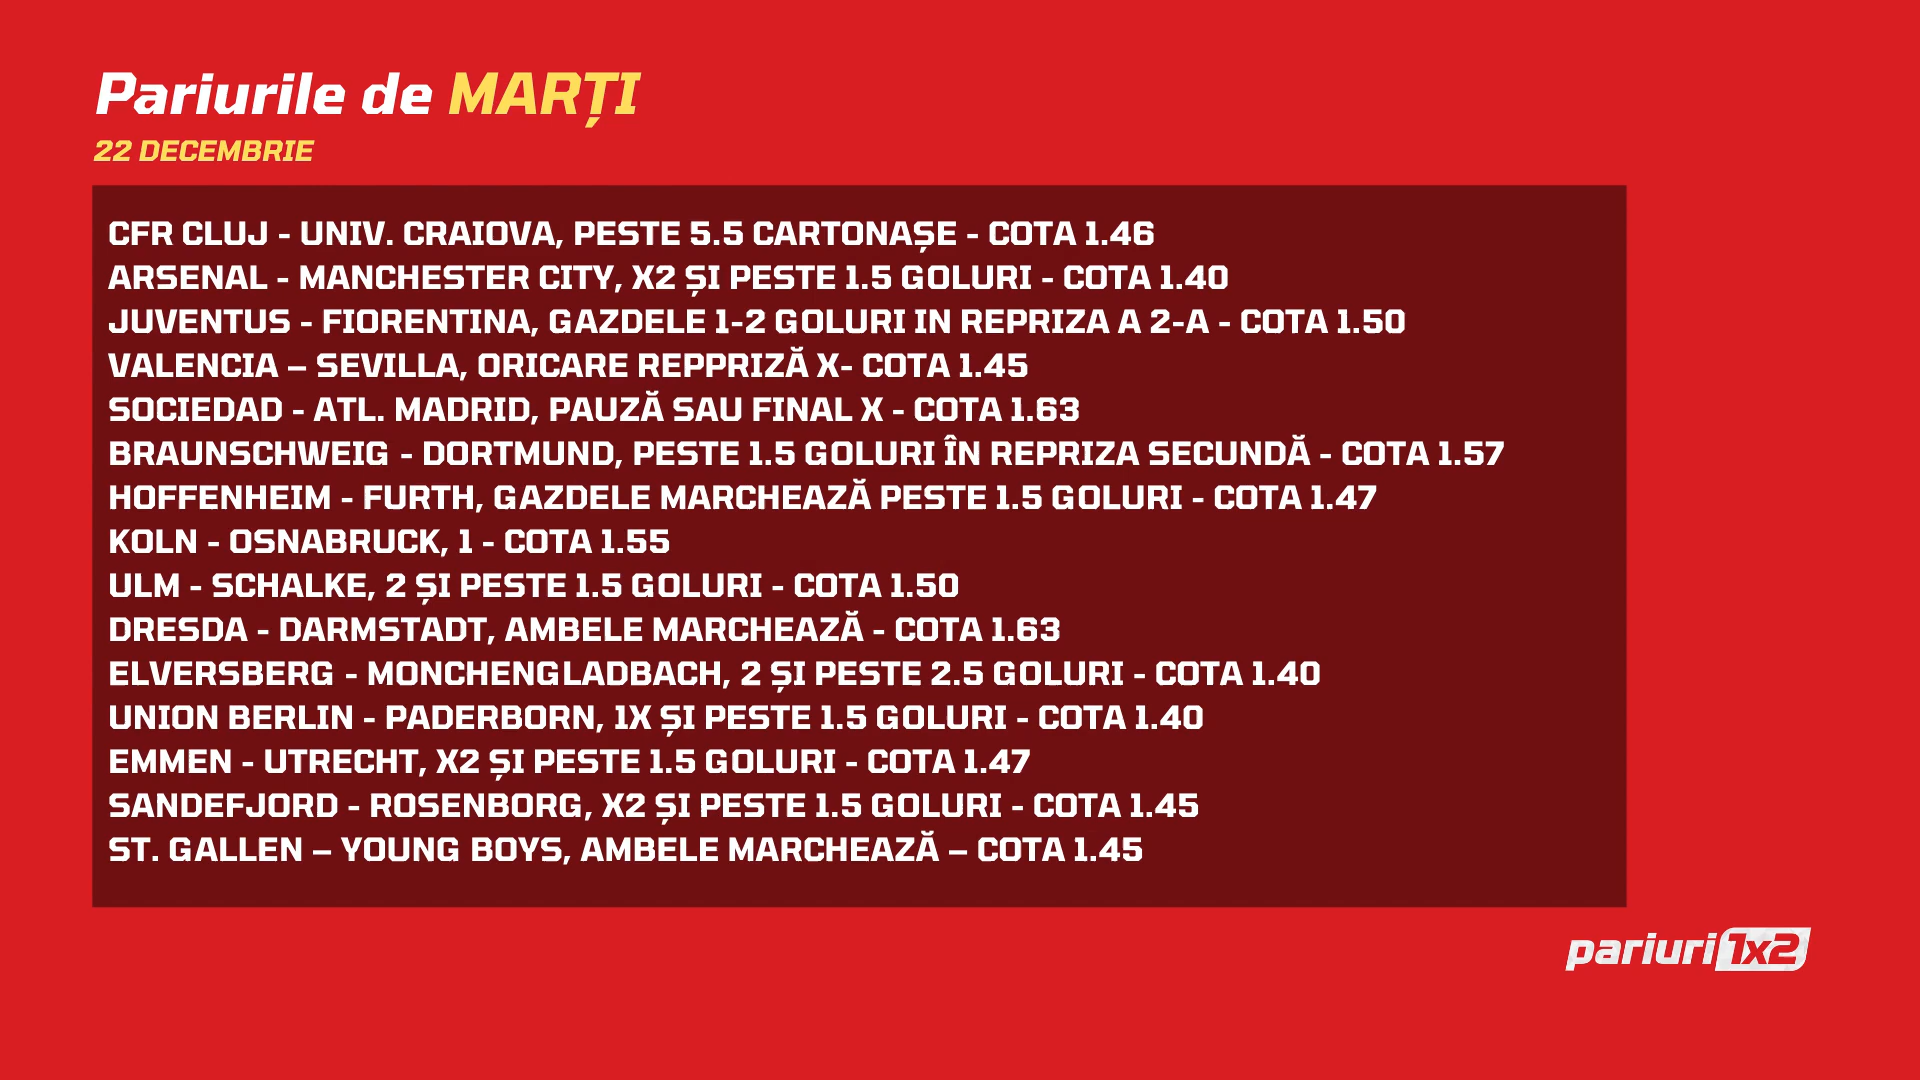 Pariurile de MARȚI
22 DECEMBRIE
CFR CLUJ - UNIV. CRAIOVA, PESTE 5.5 CARTONAȘE - COTA 1.46
ARSENAL - MANCHESTER CITY, X2 ȘI PESTE 1.5 GOLURI - COTA 1.40
JUVENTUS - FIORENTINA, GAZDELE 1-2 GOLURI IN REPRIZA A 2-A - COTA 1.50
VALENCIA – SEVILLA, ORICARE REPPRIZĂ X- COTA 1.45
SOCIEDAD - ATL. MADRID, PAUZĂ SAU FINAL X - COTA 1.63
BRAUNSCHWEIG - DORTMUND, PESTE 1.5 GOLURI ÎN REPRIZA SECUNDĂ - COTA 1.57
HOFFENHEIM - FURTH, GAZDELE MARCHEAZĂ PESTE 1.5 GOLURI - COTA 1.47
KOLN - OSNABRUCK, 1 - COTA 1.55
ULM - SCHALKE, 2 ȘI PESTE 1.5 GOLURI - COTA 1.50
DRESDA - DARMSTADT, AMBELE MARCHEAZĂ - COTA 1.63
ELVERSBERG - MONCHENGLADBACH, 2 ȘI PESTE 2.5 GOLURI - COTA 1.40
UNION BERLIN - PADERBORN, 1X ȘI PESTE 1.5 GOLURI - COTA 1.40
EMMEN - UTRECHT, X2 ȘI PESTE 1.5 GOLURI - COTA 1.47
SANDEFJORD - ROSENBORG, X2 ȘI PESTE 1.5 GOLURI - COTA 1.45
ST. GALLEN – YOUNG BOYS, AMBELE MARCHEAZĂ – COTA 1.45
pariuri 1x2